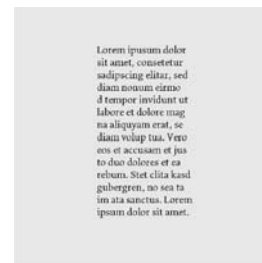 Lorem ipusum dolor
sit amet, consetetur
sadipscing elitar, sed
diam nonum eirmo
d tempor invidunt ut
labore et dolore mag
na aliquyam erat, se
diam volup tua. Vero
eos et accusam et jus
to duo dolores et ea
rebum. Stet clita kasd
gubergren, no sea ta
im ata sanctus. Lorem
ipsum dolor sit amet.